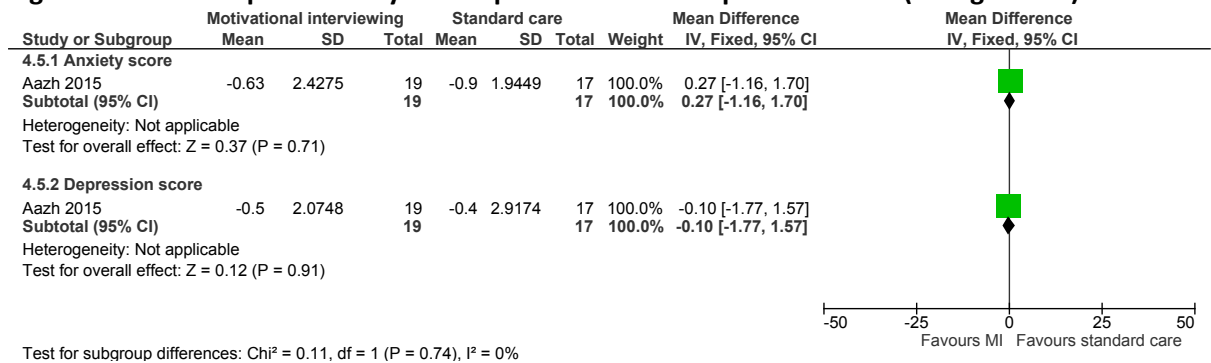 Motivational interviewing Standard care Mean Difference Mean Difference
Study or Subgroup Mean SD Total Mean SD Total Weight IV, Fixed, 95% CI IV, Fixed, 95% CI
4.5.1 Anxiety score
Aazh 2015 -0.63 2.4275 19 -0.9 1.9449 17 100.0% 0.27 [-1.16, 1.70]
Subtotal (95% CI) 19 17 100.0% 0.27 [-1.16, 1.70]
Heterogeneity: Not applicable
Test for overall effect: Z = 0.37 (P = 0.71)
4.5.2 Depression score
Aazh 2015 -0.5 2.0748 19 -0.4 2.9174 17 100.0% -0.10 [-1.77, 1.57]
Subtotal (95% CI) 19 17 100.0% -0.10 [-1.77, 1.57]
Heterogeneity: Not applicable
Test for overall effect: Z = 0.12 (P = 0.91)
-50 -25 0 25 50
Favours MI Favours standard care
Test for subgroup differences: Chi² = 0.11, df = 1 (P = 0.74), I² = 0%